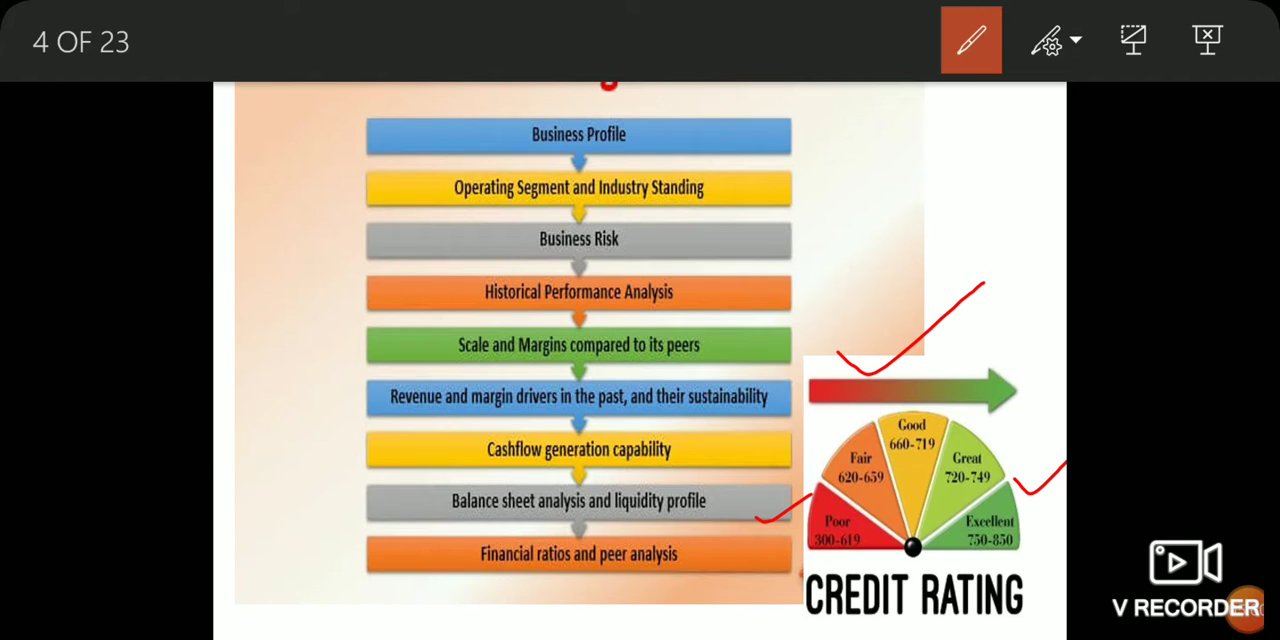 4 OF 23
Business Profile
Operating Segment and Industry Standing
Business Risk
Historical Performance Analysis
Scale and Margins compared to its peers
Revenue and margin drivers in the past, and their sustainability
Cashflow generation capability
Balance sheet analysis and liquidity profile
Financial ratios and peer analysis
Poor
300-619
Fair
620-659
Good
660-719
Great
720-749
Excellent
750-850
CREDIT RATING
V RECORDER